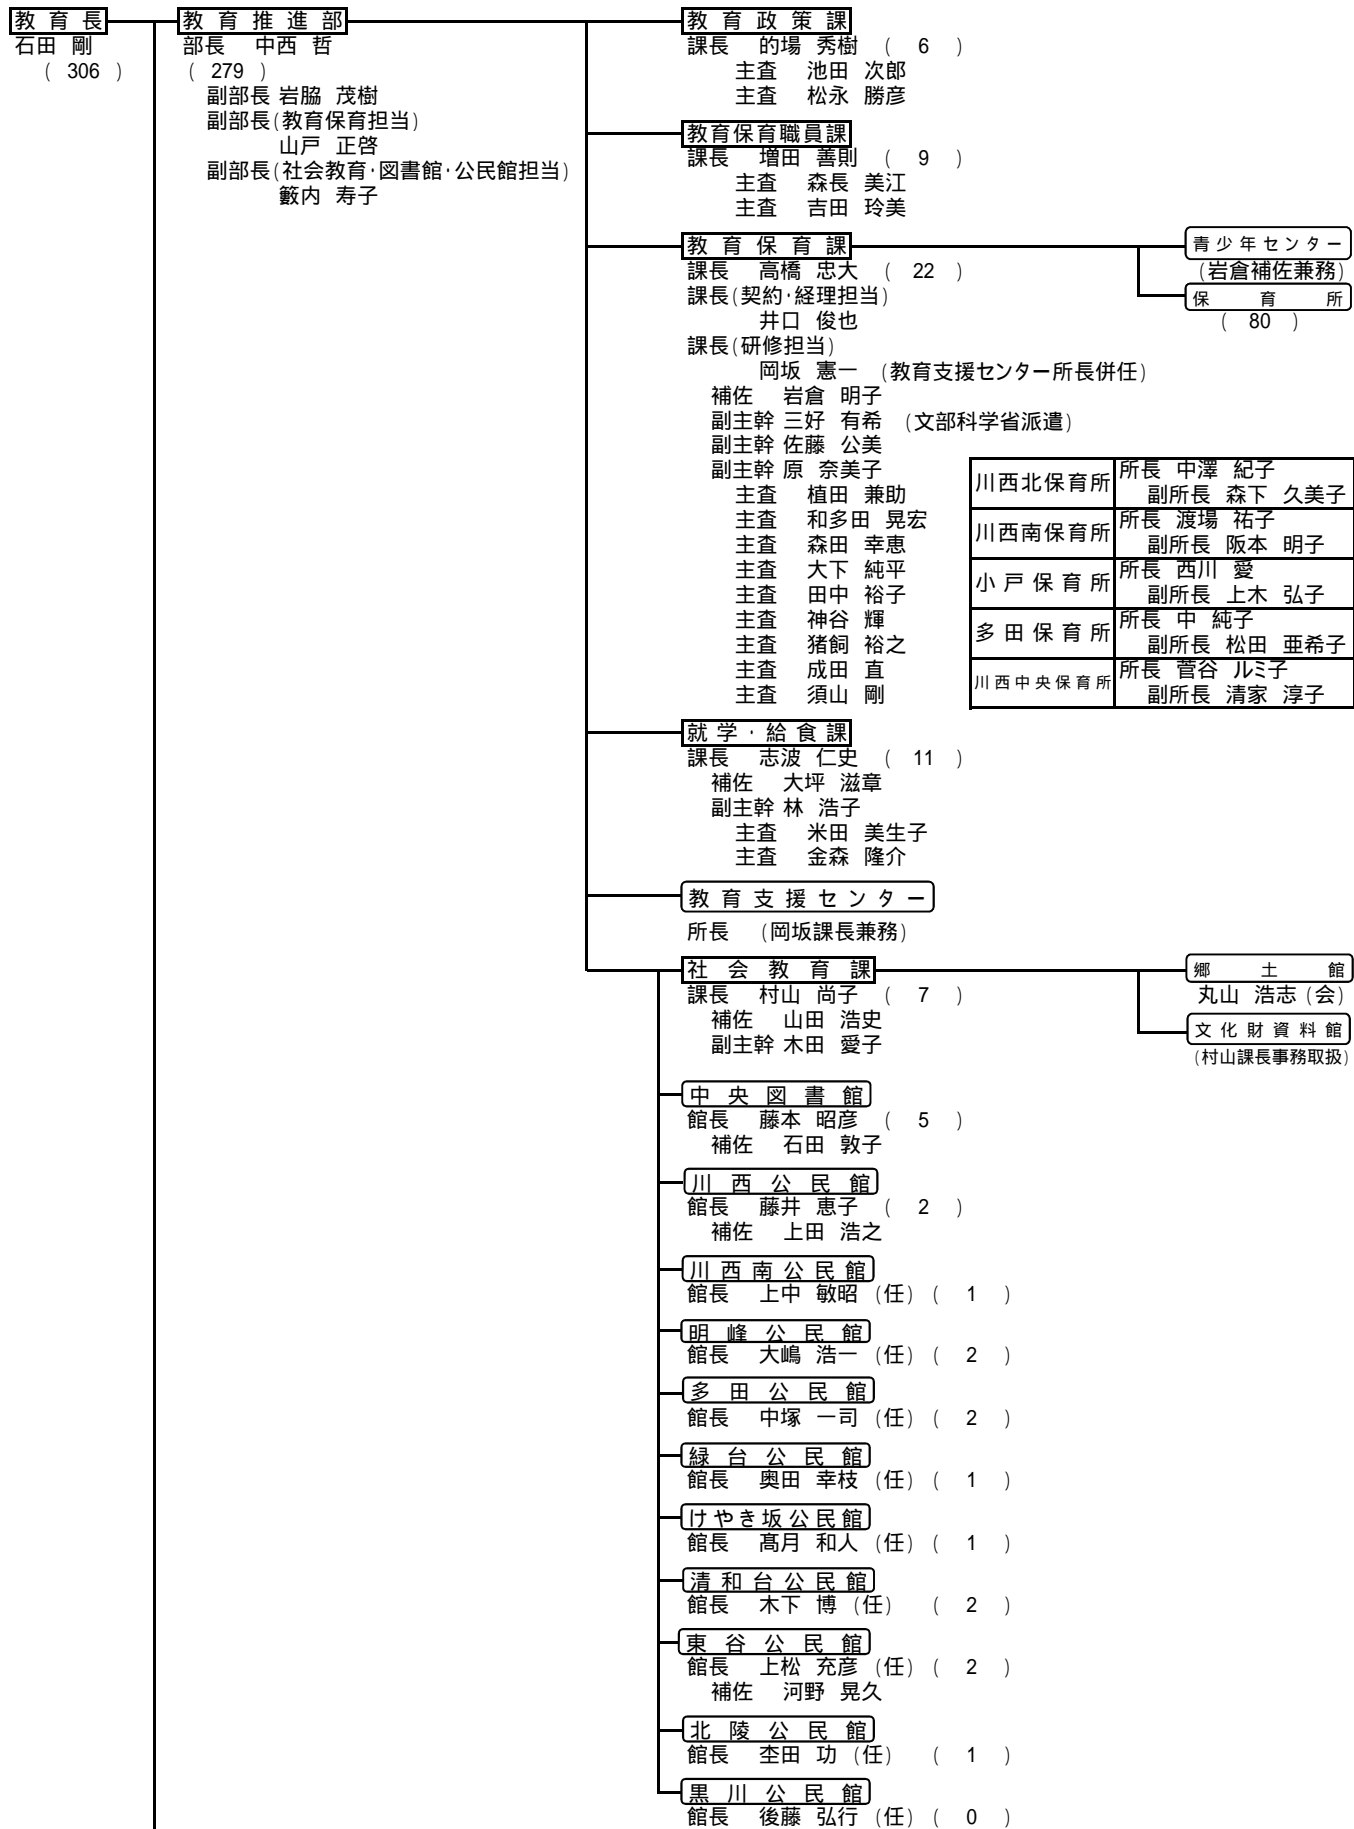 教育長
石田 剛
( 306 )
教育推進部
部長 中西 哲
( 279 )
副部長 岩脇 茂樹
副部長(教育保育担当)
山戸 正啓
副部長(社会教育・図書館・公民館担当)
籔内 寿子
教育政策課
課長 的場 秀樹 ( 6 )
主査 池田 次郎
主査 松永 勝彦
教育保育職員課
課長 増田 善則 ( 9 )
主査 森長 美江
主査 吉田 玲美
教育保育課
課長 高橋 忠大 ( 22 )
課長(契約・経理担当)
井口 俊也
課長(研修担当)
岡坂 憲一 (教育支援センター所長併任)
補佐 岩倉 明子
副主幹 三好 有希 (文部科学省派遣)
副主幹 佐藤 公美
副主幹 原 奈美子
主査 植田 兼助
主査 和多田 晃宏
主査 森田 幸恵
主査 大下 純平
主査 田中 裕子
主査 神谷 輝
主査 猪飼 裕之
主査 成田 直
主査 須山 剛
青少年センター
(岩倉補佐兼務)
保育所
( 80 )
川西北保育所 所長 中澤 紀子
副所長 森下 久美子
川西南保育所 所長 渡場 祐子
副所長 阪本 明子
小戸保育所 所長 西川 愛
副所長 上木 弘子
多田保育所 所長 中 純子
副所長 松田 亜希子
川西中央保育所 所長 菅谷 ルミ子
副所長 清家 淳子
就学・給食課
課長 志波 仁史 ( 11 )
補佐 大坪 滋章
副主幹 林 浩子
主査 米田 美生子
主査 金森 隆介
教育支援センター
所長 (岡坂課長兼務)
社会教育課
課長 村山 尚子 ( 7 )
補佐 山田 浩史
副主幹 木田 愛子
郷土館
丸山 浩志(会)
文化財資料館
(村山課長事務取扱)
中央図書館
館長 藤本 昭彦 ( 5 )
補佐 石田 敦子
川西公民館
館長 藤井 恵子 ( 2 )
補佐 上田 浩之
川西南公民館
館長 上中 敏昭 (任) ( 1 )
明峰公民館
館長 大嶋 浩一 (任) ( 2 )
多田公民館
館長 中塚 一司 (任) ( 2 )
緑台公民館
館長 奥田 幸枝 (任) ( 1 )
けやき坂公民館
館長 髙月 和人 (任) ( 1 )
清和台公民館
館長 木下 博 (任) ( 2 )
東谷公民館
館長 上松 充彦 (任) ( 2 )
補佐 河野 晃久
北陵公民館
館長 杢田 功 (任) ( 1 )
黒川公民館
館長 後藤 弘行 (任) ( 0 )